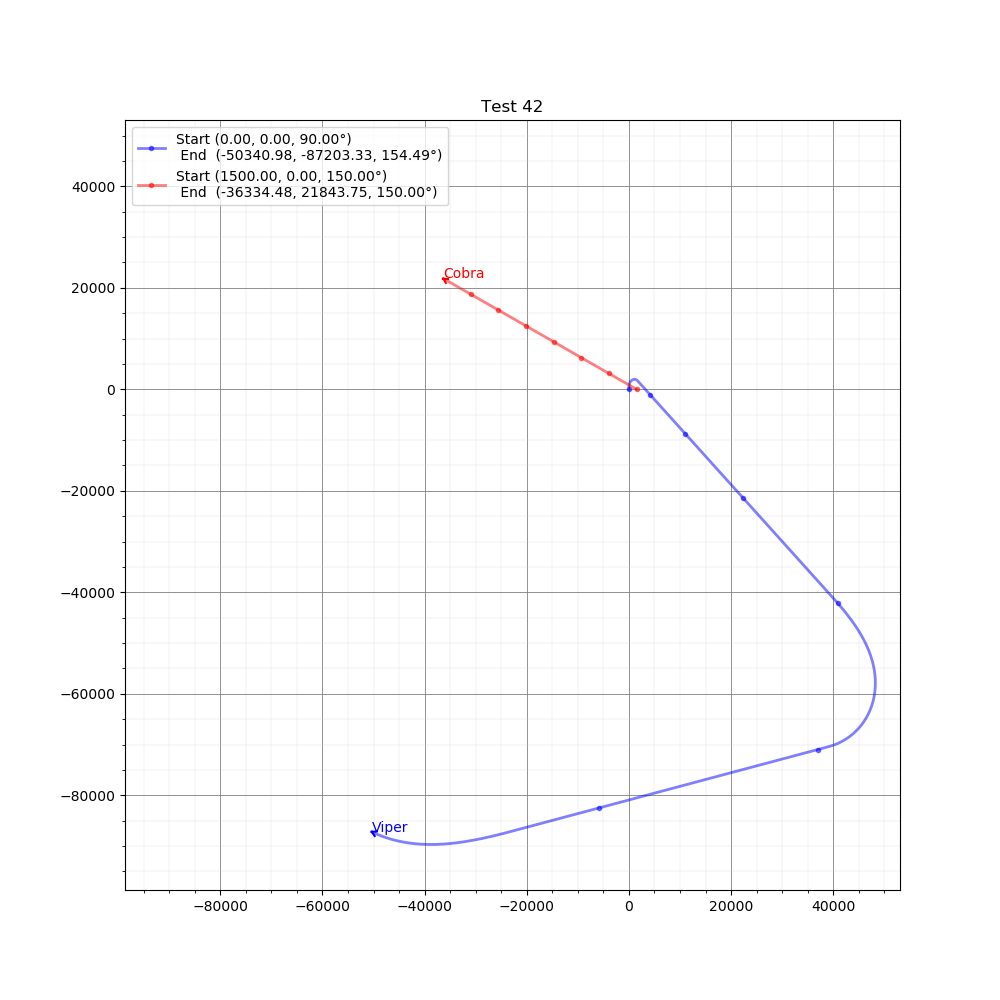 Test 42
Start (0.00, 0.00, 90.00°)
End (-50340.98, -87203.33, 154.49°)
Start (1500.00, 0.00, 150.00°)
End (-36334.48, 21843.75, 150.00°)
40000
20000
0
−20000
−40000
−60000
−80000
Cobra
Viper
−80000
−60000
−40000
−20000
0
20000
40000